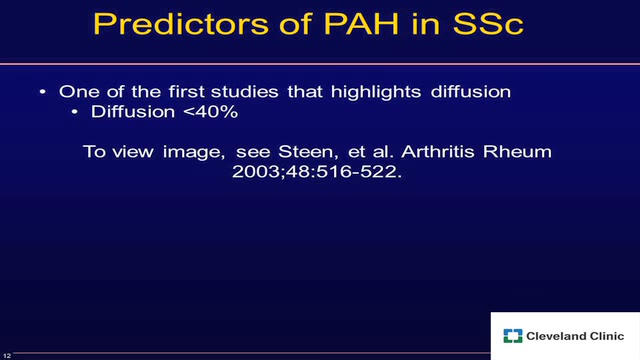 Predictors of PAH in SSc
• One of the first studies that highlights diffusion
• Diffusion <40%
To view image, see Steen, et al. Arthritis Rheum
2003;48:516-522.
Cleveland Clinic
12